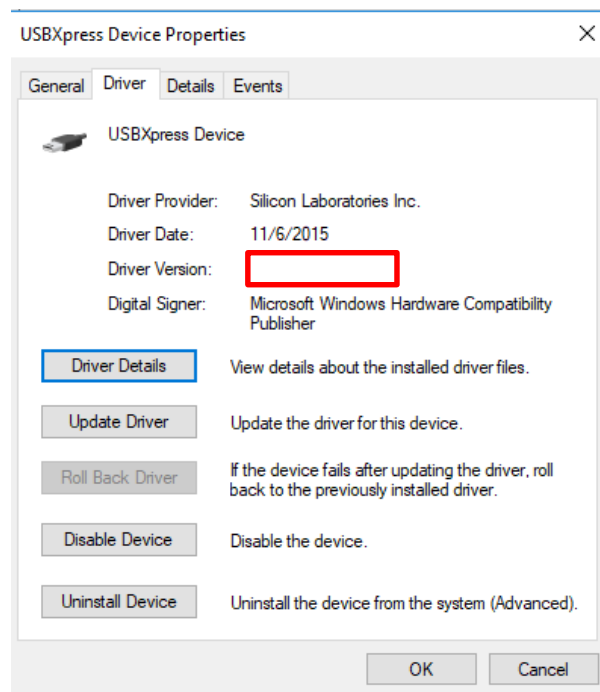 USBXpress Device Properties
General Driver Details Events
USBXpress Device
Driver Provider: Silicon Laboratories Inc.
Driver Date: 11/6/2015
Driver Version:
Digital Signer: Microsoft Windows Hardware Compatibility
Publisher
Driver Details View details about the installed driver files.
Update Driver Update the driver for this device.
Roll Back Driver If the device fails after updating the driver, roll
back to the previously installed driver.
Disable Device Disable the device.
Uninstall Device Uninstall the device from the system (Advanced).
OK Cancel